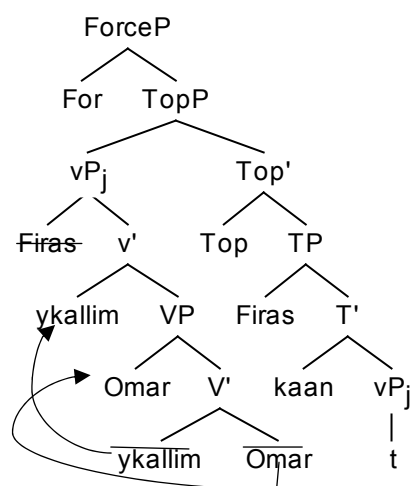 ForceP
For TopP
vPj Top'
Firas v' Top TP
ykallim VP Firas T'
Omar V' kaan vPj
ykallim Omar t